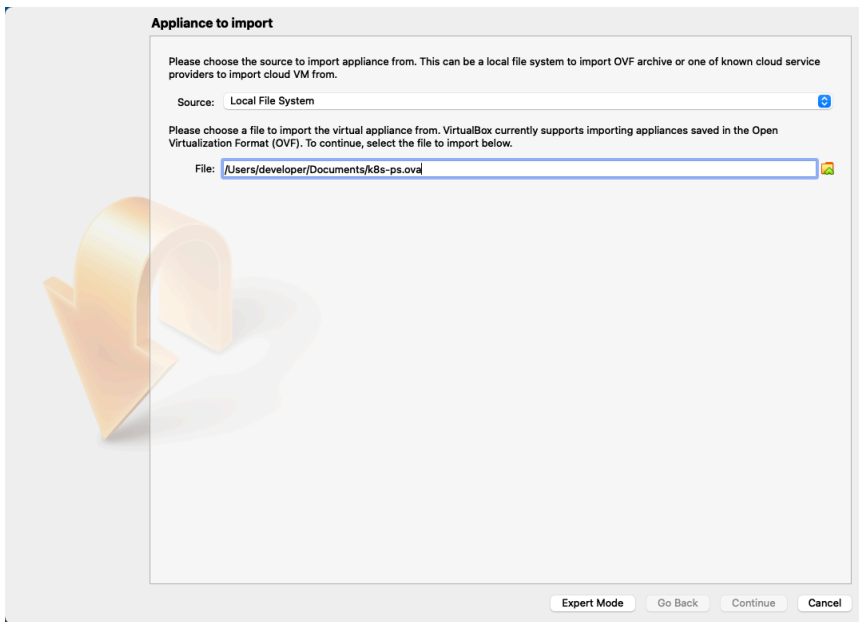 Appliance to import
Please choose the source to import appliance from. This can be a local file system to import OVF archive or one of known cloud service
providers to import cloud VM from.
Source: Local File System
Please choose a file to import the virtual appliance from. VirtualBox currently supports importing appliances saved in the Open
Virtualization Format (OVF). To continue, select the file to import below.
File: /Users/developer/Documents/k8s-ps.ova
Expert Mode Go Back Continue Cancel